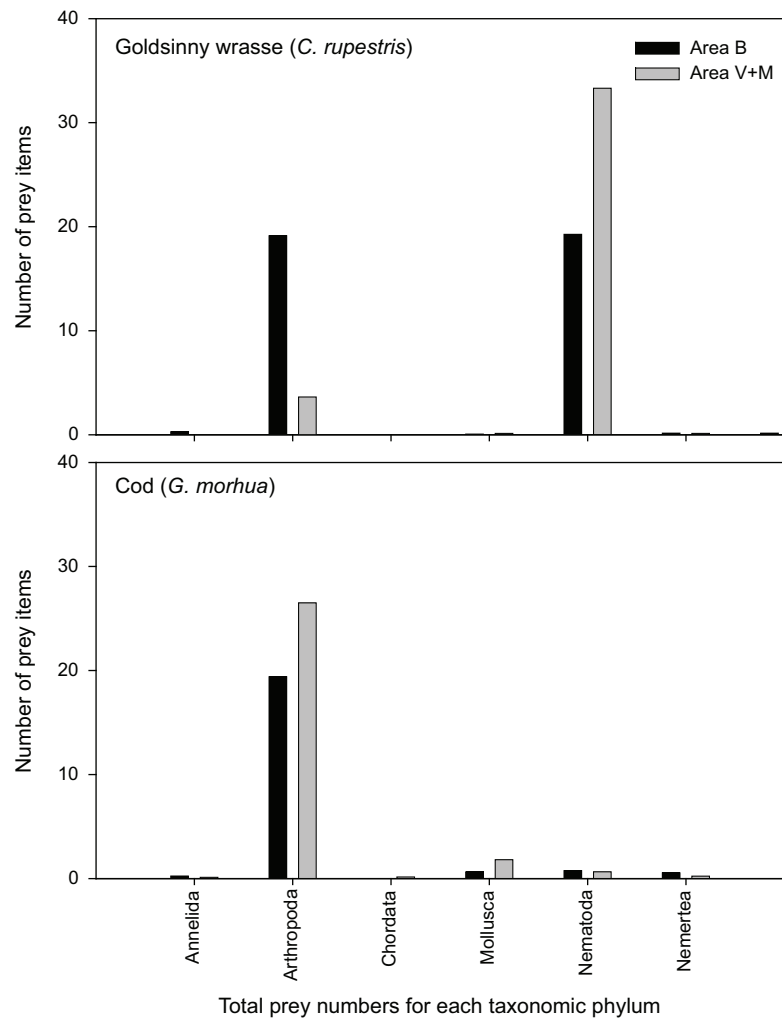 Goldsinny wrasse (C. rupestris)
Area B
Area V+M
Number of prey items
40
30
20
10
0
Cod (G. morhua)
Number of prey items
40
30
20
10
0
Annelida
Arthropoda
Chordata
Mollusca
Nematoda
Nemertea
Total prey numbers for each taxonomic phylum